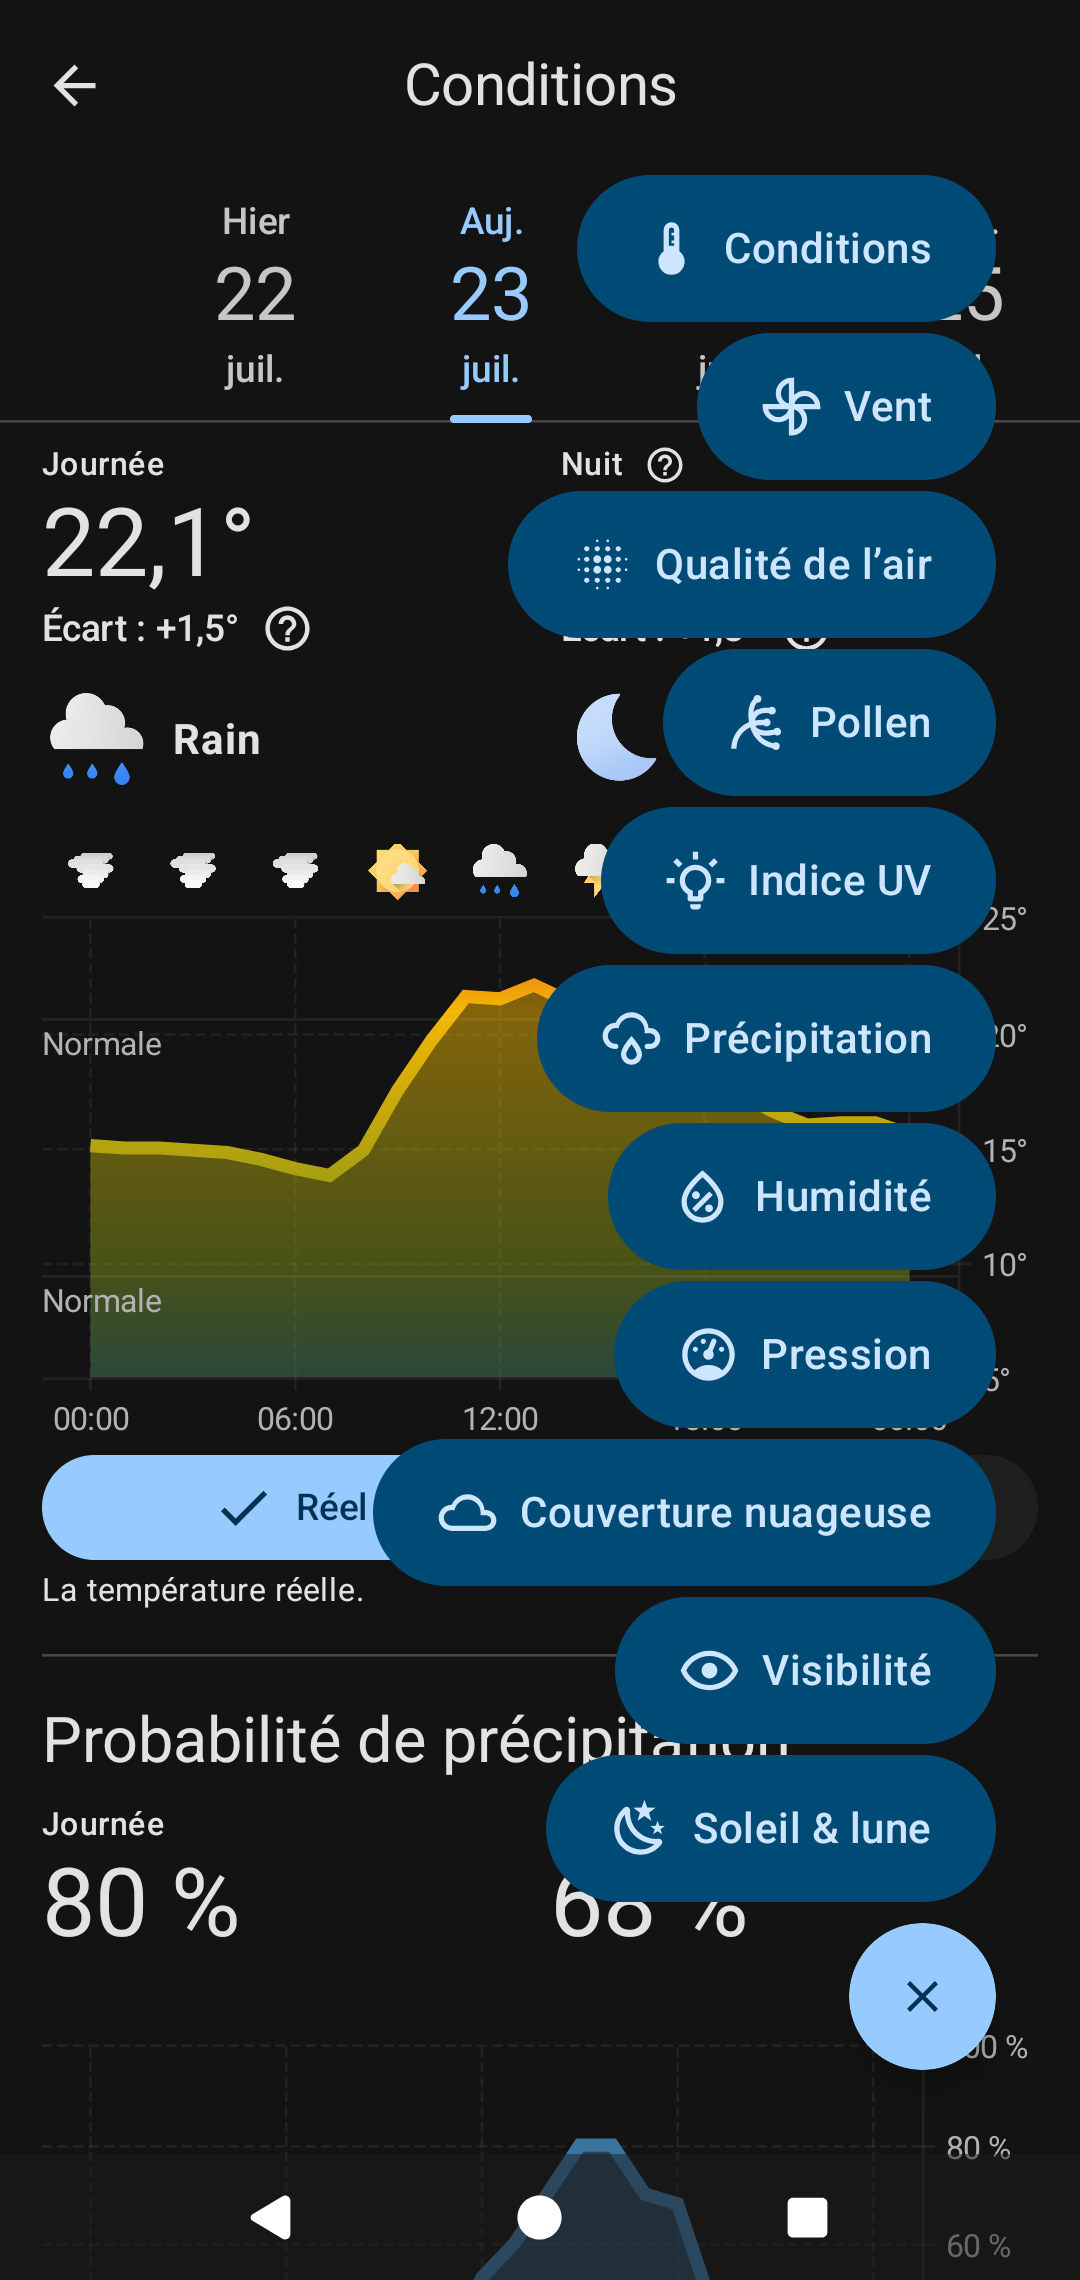 Conditions
Hier
Auj.
22
23
juil.
juil.
Conditions
Vent
Qualité de l’air
Pollen
Indice UV
Précipitation
Humidité
Pression
Couverture nuageuse
Visibilité
Soleil & lune
Journée
Nuit
22,1°
Écart : +1,5°
Rain
25°
Normale
15°
10°
Normale
00:00
06:00
12:00
Réel
La température réelle.
Probabilité de précipitation
Journée
80 %
68 %
80 %
60 %